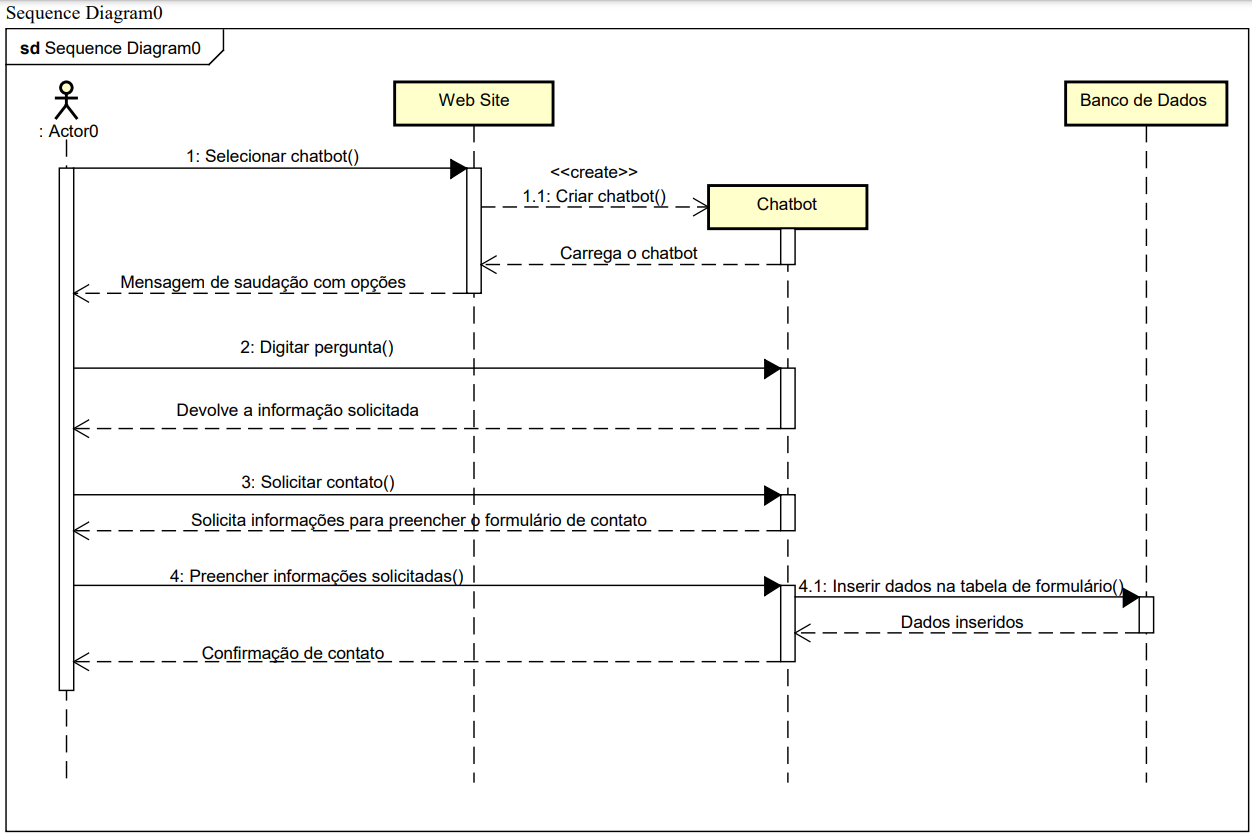 Sequence Diagram0
sd Sequence Diagram0
: Actor0
Web Site
Banco de Dados
1: Selecionar chatbot()
<<create>>
1.1: Criar chatbot()
Chatbot
Carrega o chatbot
Mensagem de saudação com opções
2: Digitar pergunta()
Devolve a informação solicitada
3: Solicitar contato()
Solicita informações para preencher o formulário de contato
4: Preencher informações solicitadas()
4.1: Inserir dados na tabela de formulário()
Dados inseridos
Confirmação de contato